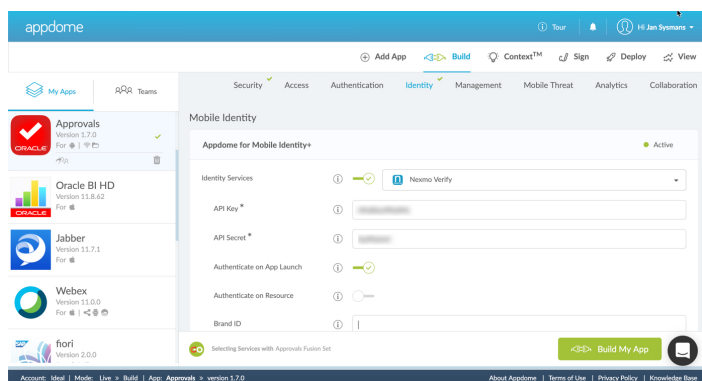 appdome
Tour
Hi Jan Sysmans
Add App
Build
Context™
Sign
Deploy
View
My Apps
Teams
Security
Access
Authentication
Identity
Management
Mobile Threat
Analytics
Collaboration
ORACLE
Approvals
Version 1.7.0
For |
Mobile Identity
Appdome for Mobile Identity+
Active
ORACLE
Oracle BI HD
Version 11.8.62
For
Identity Services
Nexmo Verify
API Key *
API Secret *
Jabber
Version 11.7.1
For
Authenticate on App Launch
Webex
Version 11.0.0
For |
Authenticate on Resource
Brand ID
SAP
fiori
Version 2.0.0
Selecting Services with Approvals Fusion Set
Build My App
Account: Ideal | Mode: Live > Build | App: Approvals > version 1.7.0
About Appdome | Terms of Use | Privacy Policy | Knowledge Base